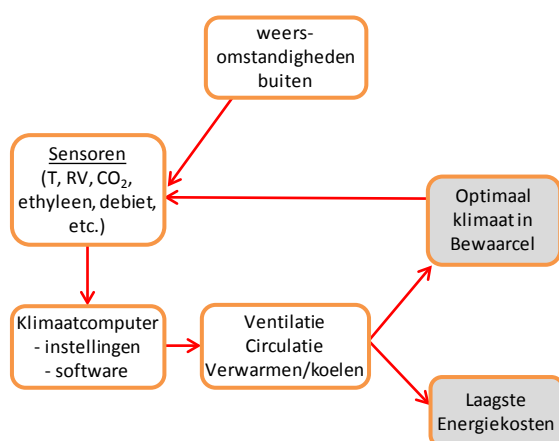 weers-
omstandigheden
buiten
Sensoren
(T, RV, CO₂,
ethyleen, debiet,
etc.)
Optimaal
klimaat in
Bewaarcel
Klimaatcomputer
- instellingen
- software
Ventilatie
Circulatie
Verwarmen/koelen
Laagste
Energiekosten